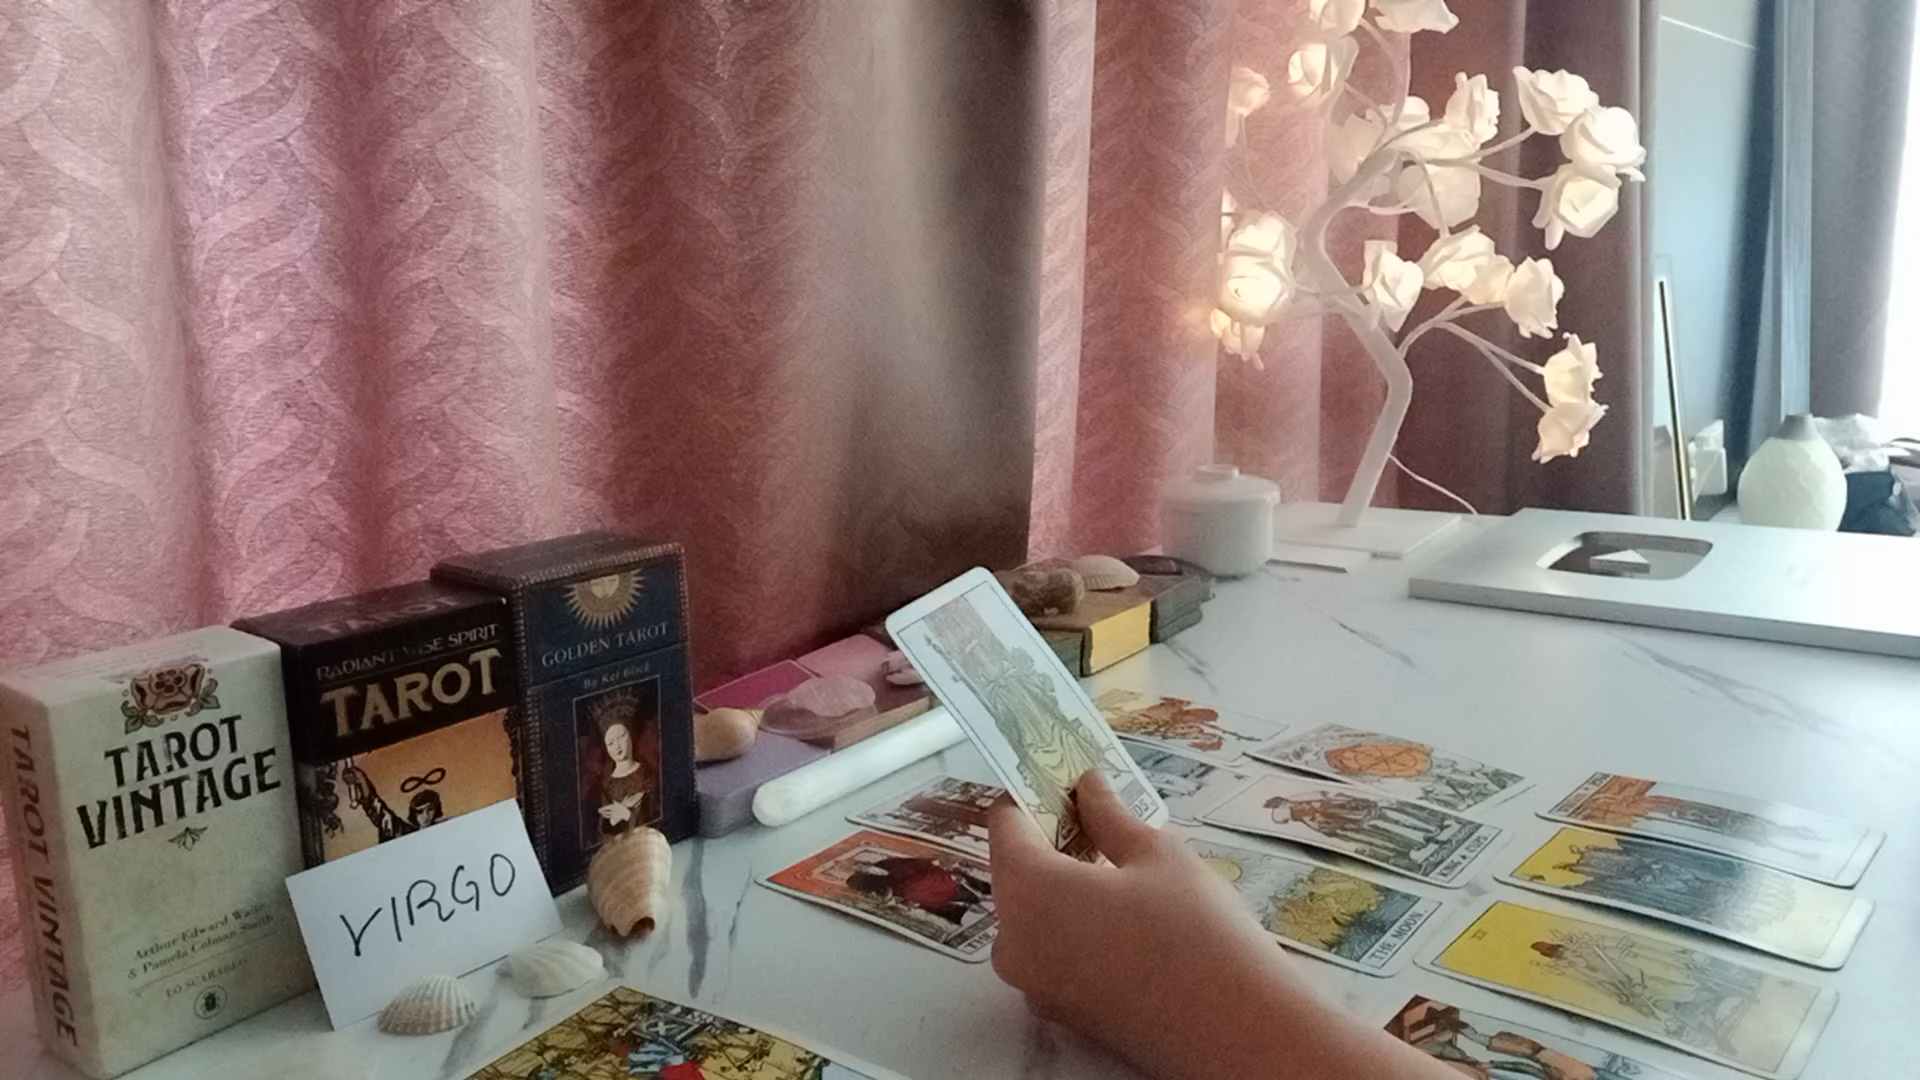 TAROT VINTAGE
TAROT
VINTAGE
Arthur Edward Waite
& Pamela Colman Smith
LO SCARABEO
TAROT
RADIANT WISE SPIRIT
TAROT
GOLDEN TAROT
By Kat Black
VIRGO
KING of CUPS.
THE MOON